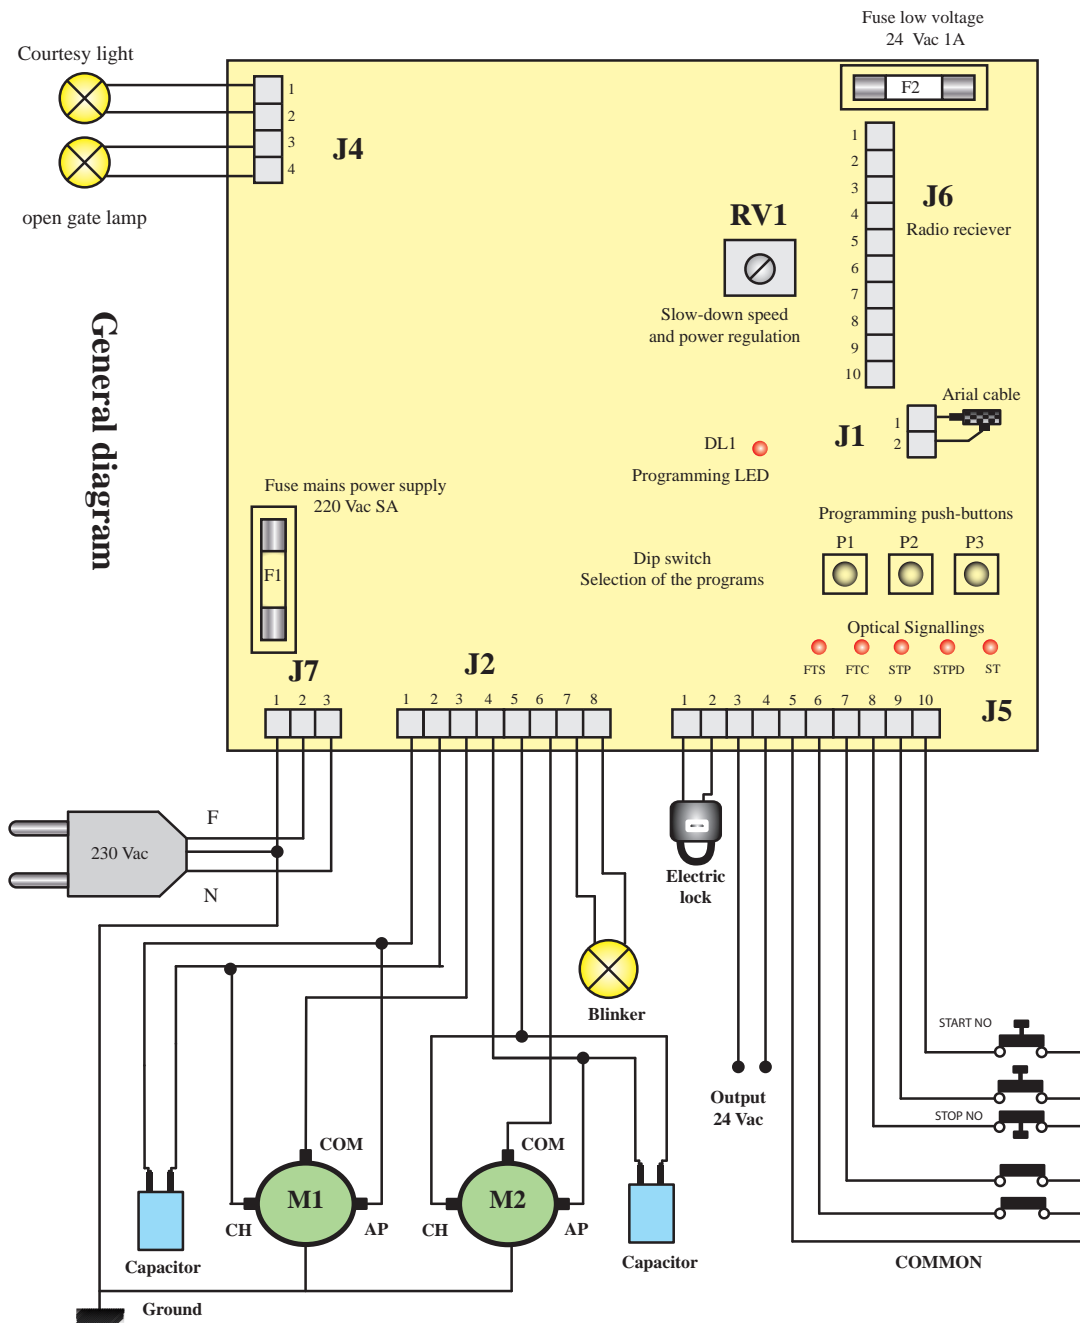 Fuse low voltage
24 Vac 1A
F2
Courtesy light
1
2
3
4
J4
open gate lamp
General diagram
1
2
3
4
5
6
7
8
9
10
J6
Radio reciever
RV1
Slow-down speed
and power regulation
Arial cable
J1
1
2
DL1
Programming LED
Fuse mains power supply
220 Vac SA
F1
Programming push-buttons
P1 P2 P3
Dip switch
Selection of the programs
Optical Signallings
FTS FTC STP STPD ST
J7
1 2 3
J2
1 2 3 4 5 6 7 8
J5
1 2 3 4 5 6 7 8 9 10
F
230 Vac
N
Electric
lock
Blinker
START NO
Output
24 Vac
STOP NO
COM
M1
CH
AP
COM
M2
CH
AP
Capacitor
Capacitor
COMMON
Ground